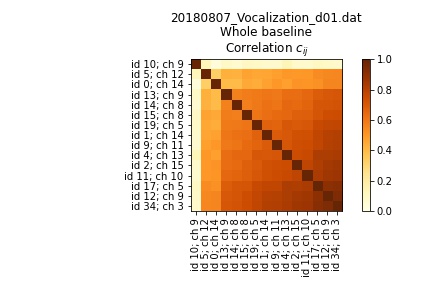 20180807_Vocalization_d01.dat
Whole baseline
Correlation c_ij
id 10; ch 9
id 5; ch 12
id 0; ch 14
id 13; ch 9
id 14; ch 8
id 15; ch 8
id 19; ch 5
id 1; ch 14
id 9; ch 11
id 4; ch 13
id 2; ch 15
id 11; ch 10
id 17; ch 5
id 12; ch 9
id 34; ch 3
id 10; ch 9
id 5; ch 12
id 0; ch 14
id 13; ch 9
id 14; ch 8
id 15; ch 8
id 19; ch 5
id 1; ch 14
id 9; ch 11
id 4; ch 13
id 2; ch 15
id 11; ch 10
id 17; ch 5
id 12; ch 9
id 34; ch 3
1.0
0.8
0.6
0.4
0.2
0.0